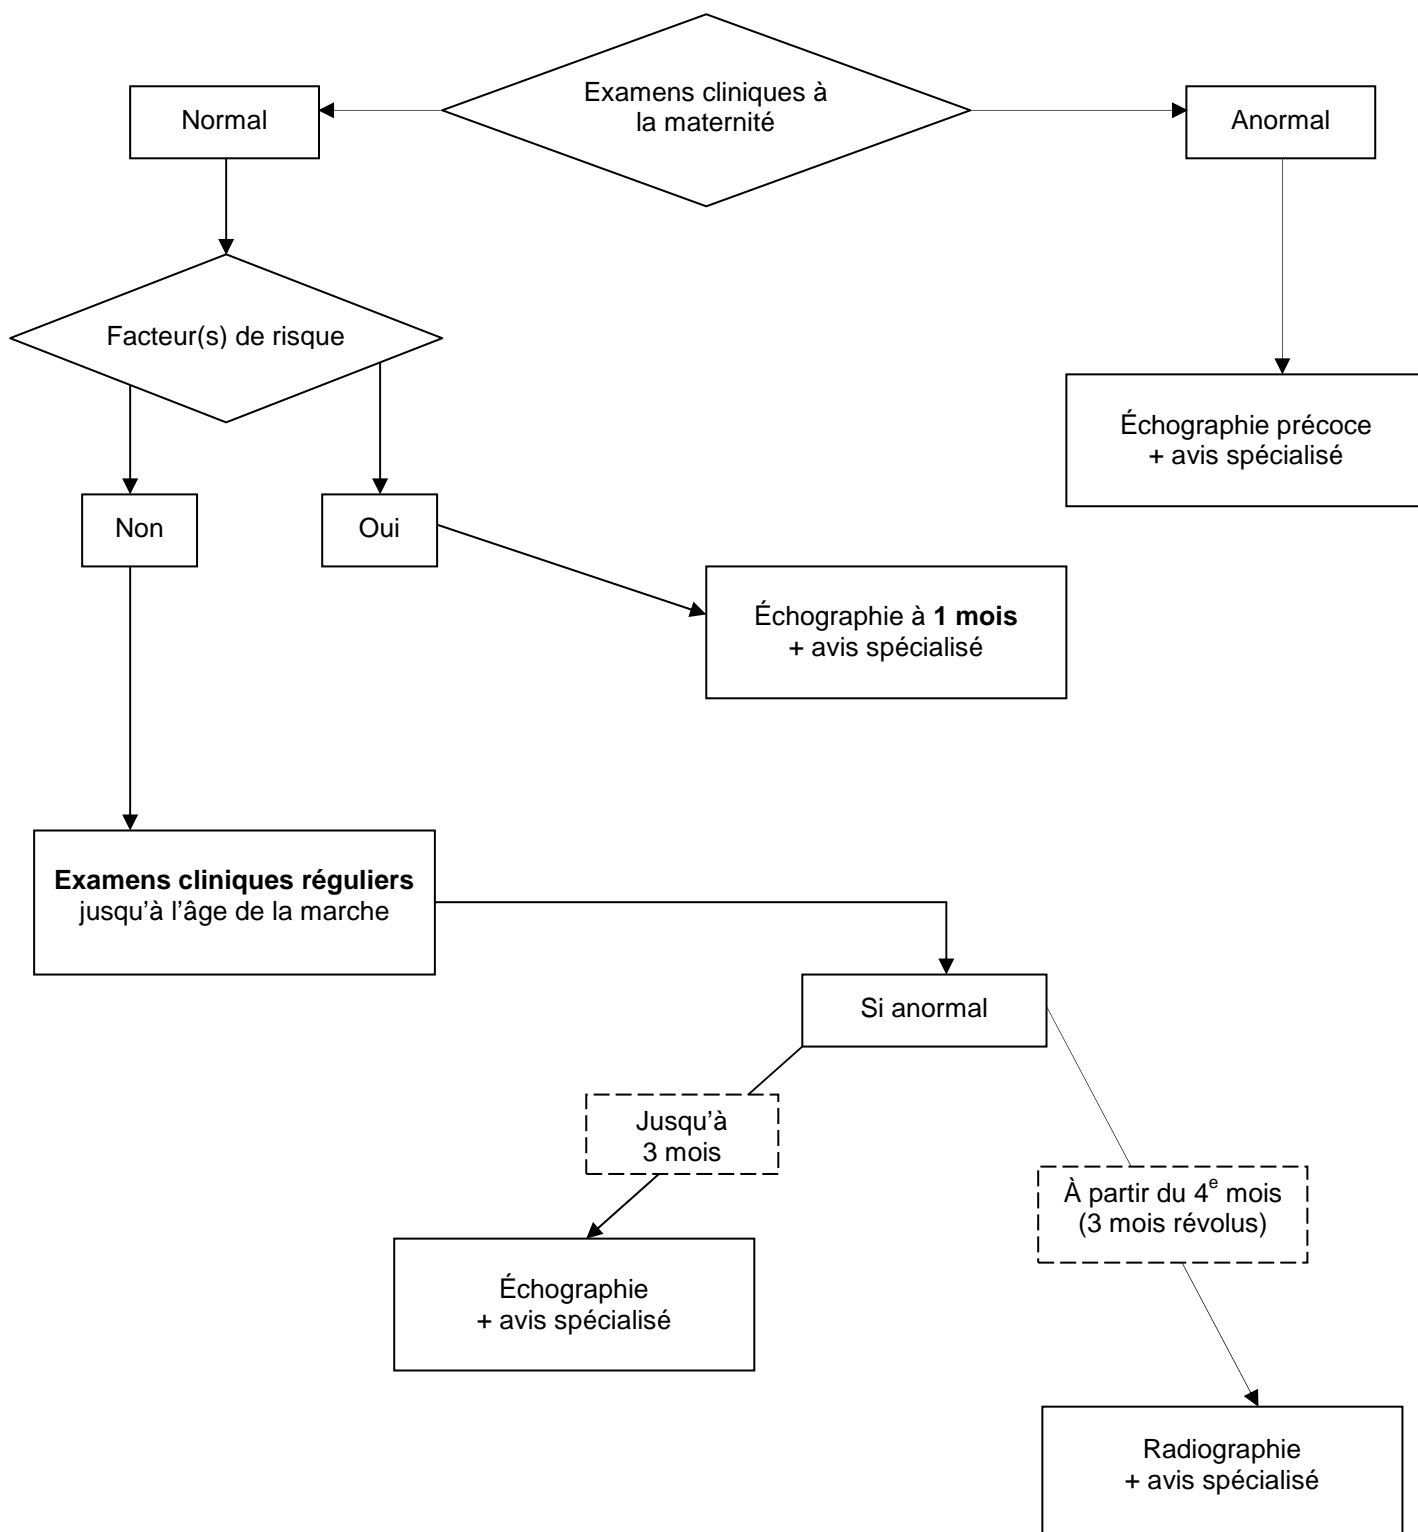 Examens cliniques à
la maternité
Normal
Anormal
Facteur(s) de risque
Échographie précoce
+ avis spécialisé
Non
Oui
Échographie à 1 mois
+ avis spécialisé
Examens cliniques réguliers
jusqu’à l’âge de la marche
Si anormal
Jusqu’à
3 mois
À partir du 4e mois
(3 mois révolus)
Échographie
+ avis spécialisé
Radiographie
+ avis spécialisé